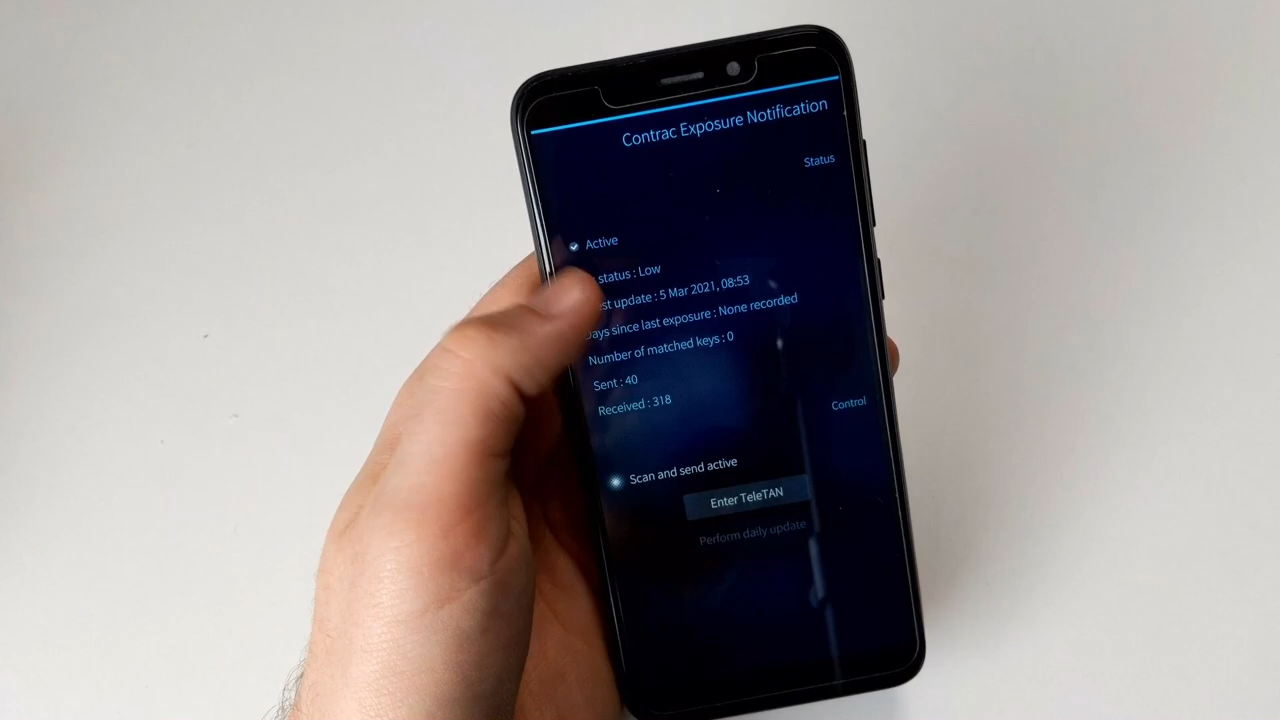 Contrac Exposure Notification
Status
Active
status : Low
update : 5 Mar 2021, 08:53
Days since last exposure : None recorded
Number of matched keys : 0
Sent : 40
Received : 318
Control
Scan and send active
Enter TeleTAN
Perform daily update